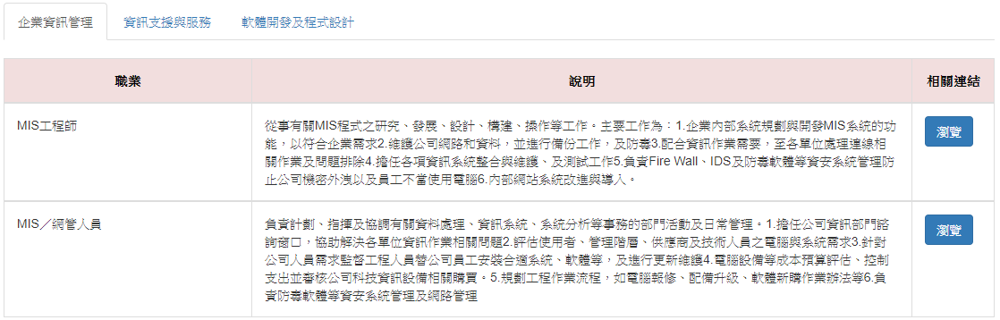 企業資訊管理 資訊支援與服務 軟體開發及程式設計
職業 說明 相關連結
MIS工程師
從事有關MIS程式之研究、發展、設計、構建、操作等工作。主要工作為：1.企業內部系統規劃與開發MIS系統的功
能，以符合企業需求2.維護公司網路和資料，並進行備份工作，及防毒3.配合資訊作業需要，至各單位處理連線相
關作業及問題排除4.擔任各項資訊系統整合與維護、及測試工作5.負責Fire Wall、IDS及防毒軟體等資安系統管理防
止公司機密外洩以及員工不當使用電腦6.內部網站系統改進與導入。
瀏覽
MIS／網管人員
負責計劃、指揮及協調有關資料處理、資訊系統、系統分析等事務的部門活動及日常管理。1.擔任公司資訊部門諮
詢窗口，協助解決各單位資訊作業相關問題2.評估使用者、管理階層、供應商及技術人員之電腦與系統需求3.針對
公司人員需求監督工程人員替公司員工安裝合適系統、軟體等，及進行更新維護4.電腦設備等成本預算評估、控制
支出並審核公司科技資訊設備相關購買。5.規劃工程作業流程，如電腦報修、配備升級、軟體新購作業辦法等6.負
責防毒軟體等資安系統管理及網路管理
瀏覽